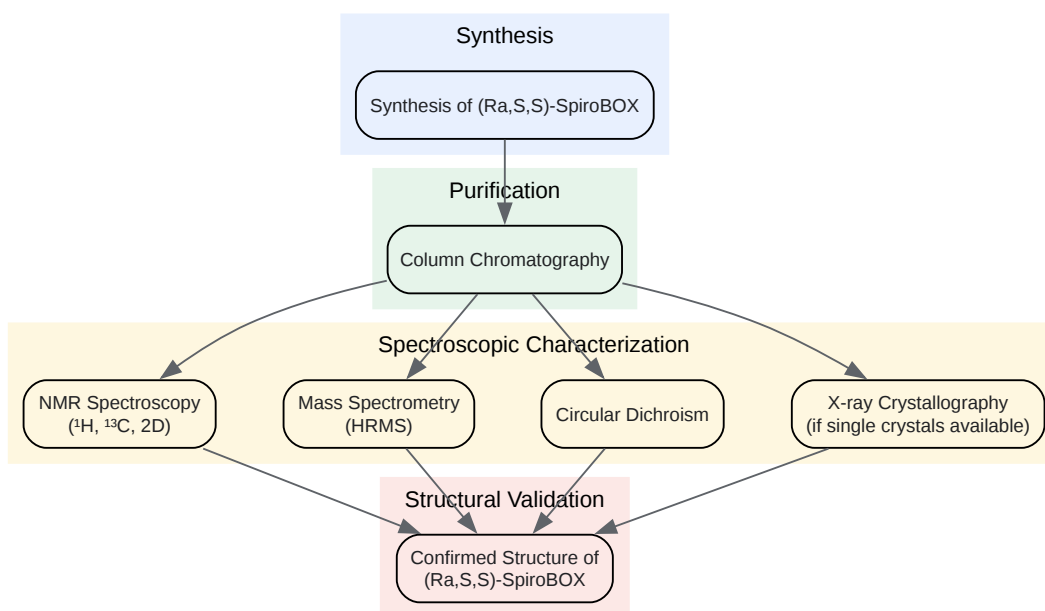 Synthesis
Synthesis of (Ra,S,S)-SpiroBOX
Purification
Column Chromatography
Spectroscopic Characterization
NMR Spectroscopy
(¹H, ¹³C, 2D)
Mass Spectrometry
(HRMS)
Circular Dichroism
X-ray Crystallography
(if single crystals available)
Structural Validation
Confirmed Structure of
(Ra,S,S)-SpiroBOX